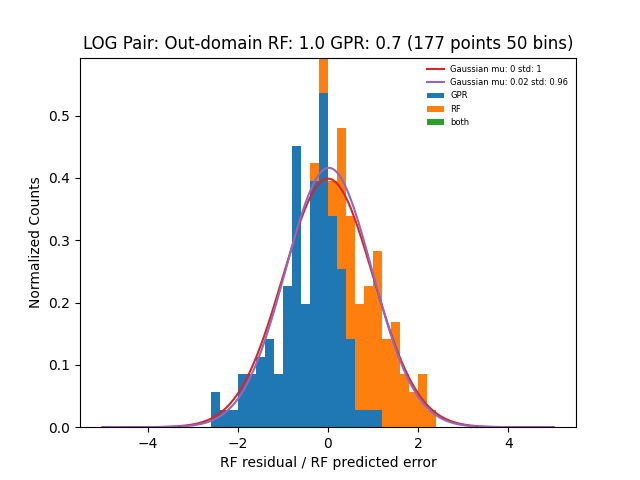 LOG Pair: Out-domain RF: 1.0 GPR: 0.7 (177 points 50 bins)
Gaussian mu: 0 std: 1
Gaussian mu: 0.02 std: 0.96
GPR
RF
both
Normalized Counts
0.5
0.4
0.3
0.2
0.1
0.0
−4
−2
0
2
4
RF residual / RF predicted error